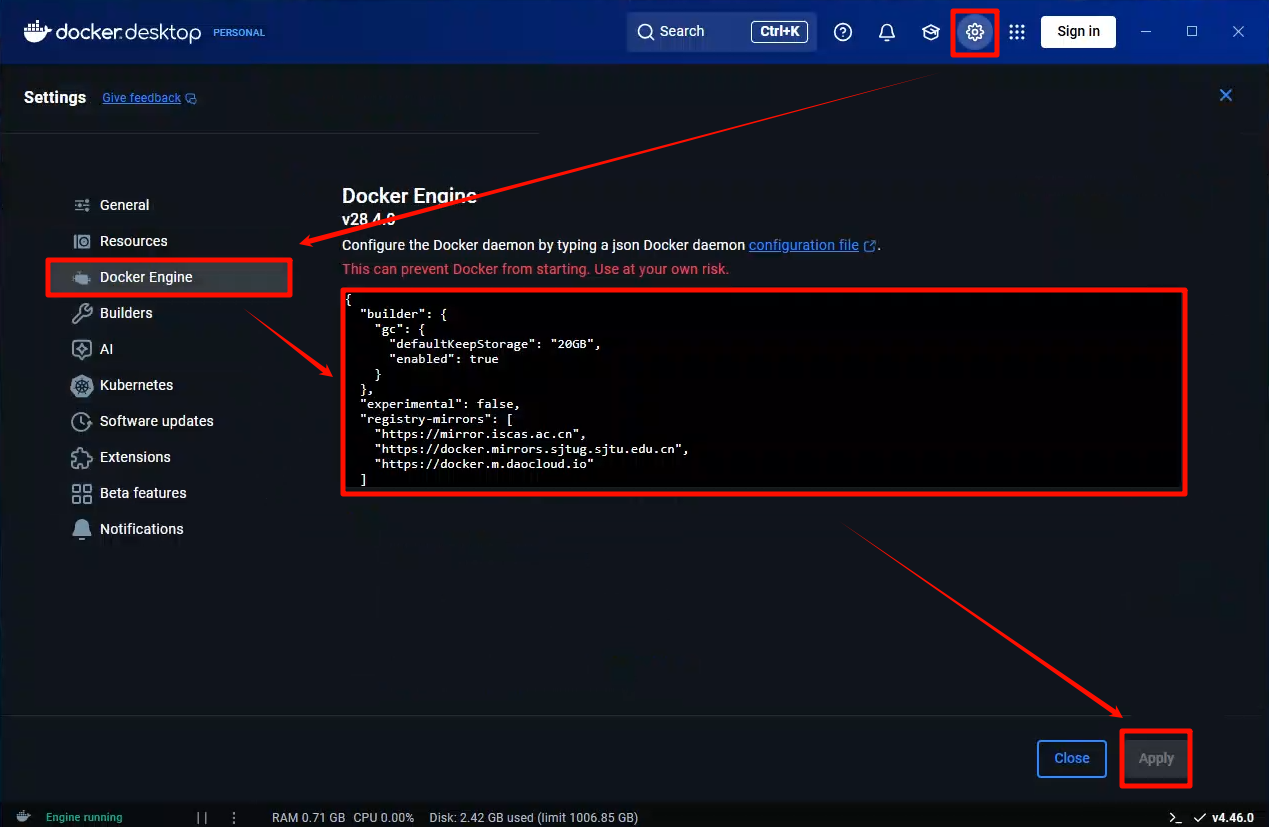 docker.desktop PERSONAL Search Ctrl+K Sign in
Settings Give feedback
General
Resources
Docker Engine
Builders
AI
Kubernetes
Software updates
Extensions
Beta features
Notifications
Docker Engine
v28.4.0
Configure the Docker daemon by typing a json Docker daemon configuration file.
This can prevent Docker from starting. Use at your own risk.
{
"builder": {
"gc": {
"defaultKeepStorage": "20GB",
"enabled": true
}
},
"experimental": false,
"registry-mirrors": [
"https://mirror.iscas.ac.cn",
"https://docker.mirrors.sjtug.sjtu.edu.cn",
"https://docker.m.daocloud.io"
]
Close Apply
Engine running RAM 0.71 GB CPU 0.00% Disk: 2.42 GB used (limit 1006.85 GB) v4.46.0